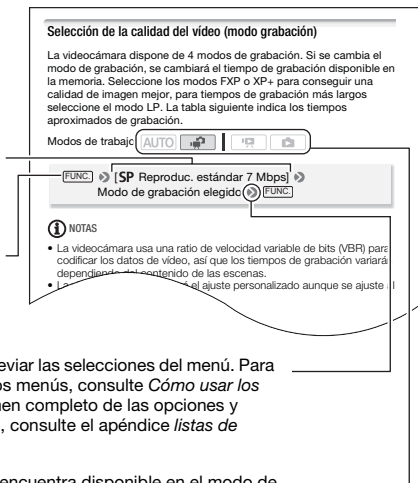 Selección de la calidad del vídeo (modo grabación)
La videocámara dispone de 4 modos de grabación. Si se cambia el
modo de grabación, se cambiará el tiempo de grabación disponible en
la memoria. Seleccione los modos FXP o XP+ para conseguir una
calidad de imagen mejor, para tiempos de grabación más largos
seleccione el modo LP. La tabla siguiente indica los tiempos
aproximados de grabación.
Modos de trabajo AUTO
FUNC. [SP Reproduc. estándar 7 Mbps]
Modo de grabación elegido FUNC.
NOTAS
• La videocámara usa una ratio de velocidad variable de bits (VBR) para
codificar los datos de vídeo, así que los tiempos de grabación variará
dependiendo del contenido de las escenas.
el ajuste personalizado aunque se ajuste
eviar las selecciones del menú. Para
os menús, consulte Cómo usar los
nen completo de las opciones y
, consulte el apéndice listas de
encuentra disponible en el modo de